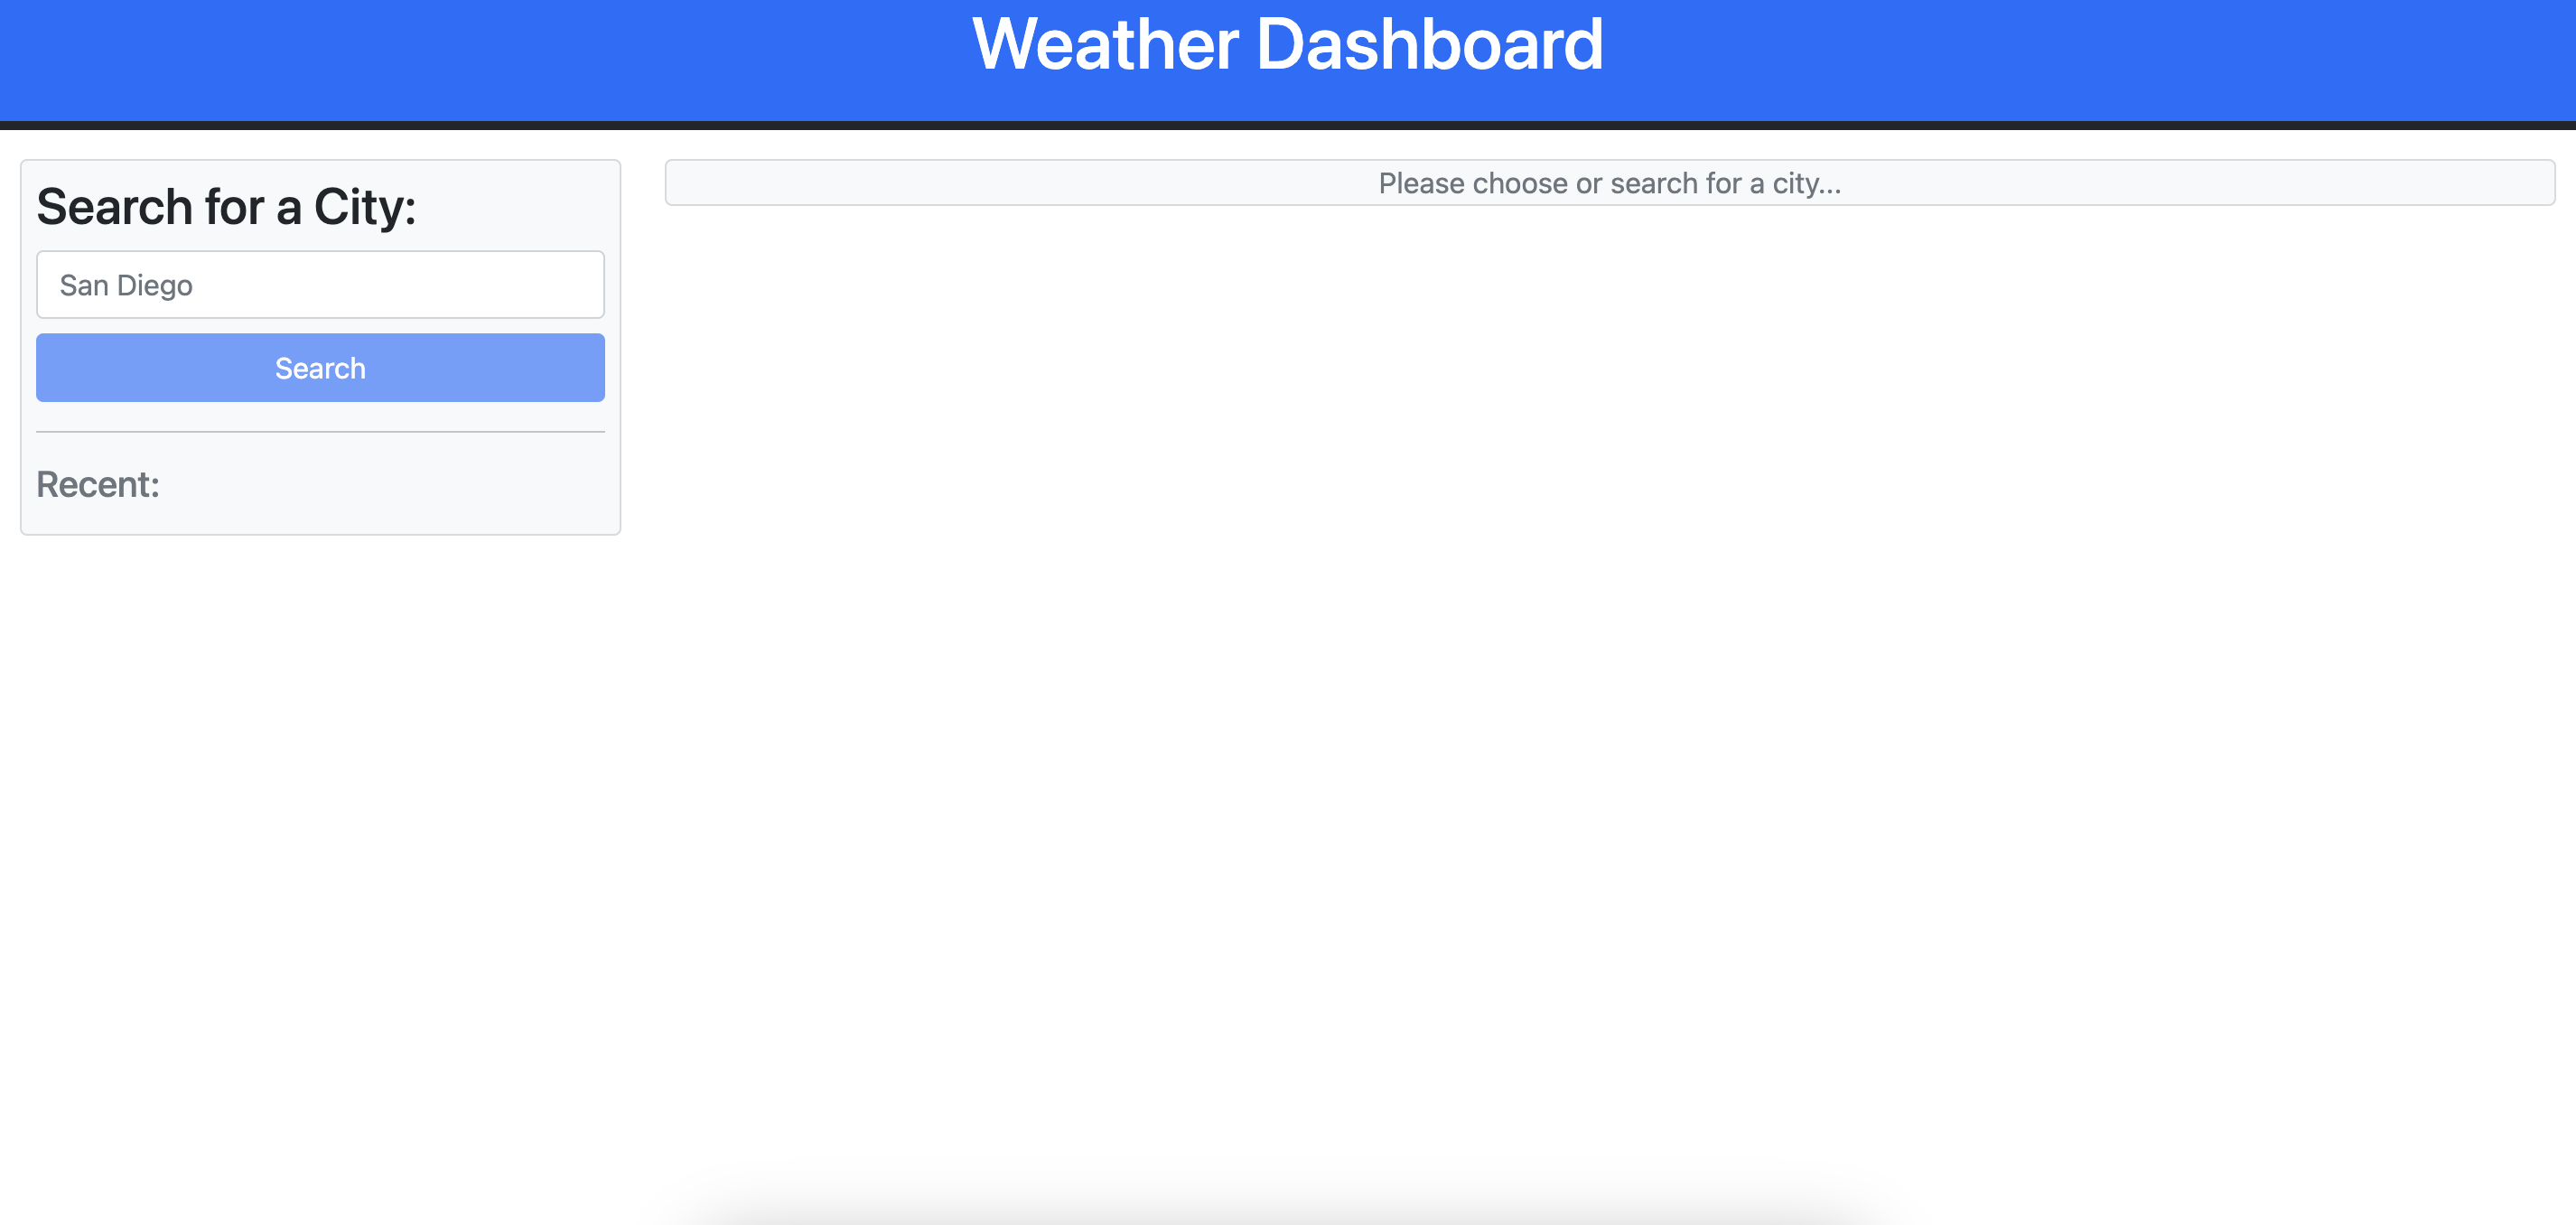 Weather Dashboard
Search for a City:
San Diego
Search
Recent:
Please choose or search for a city...